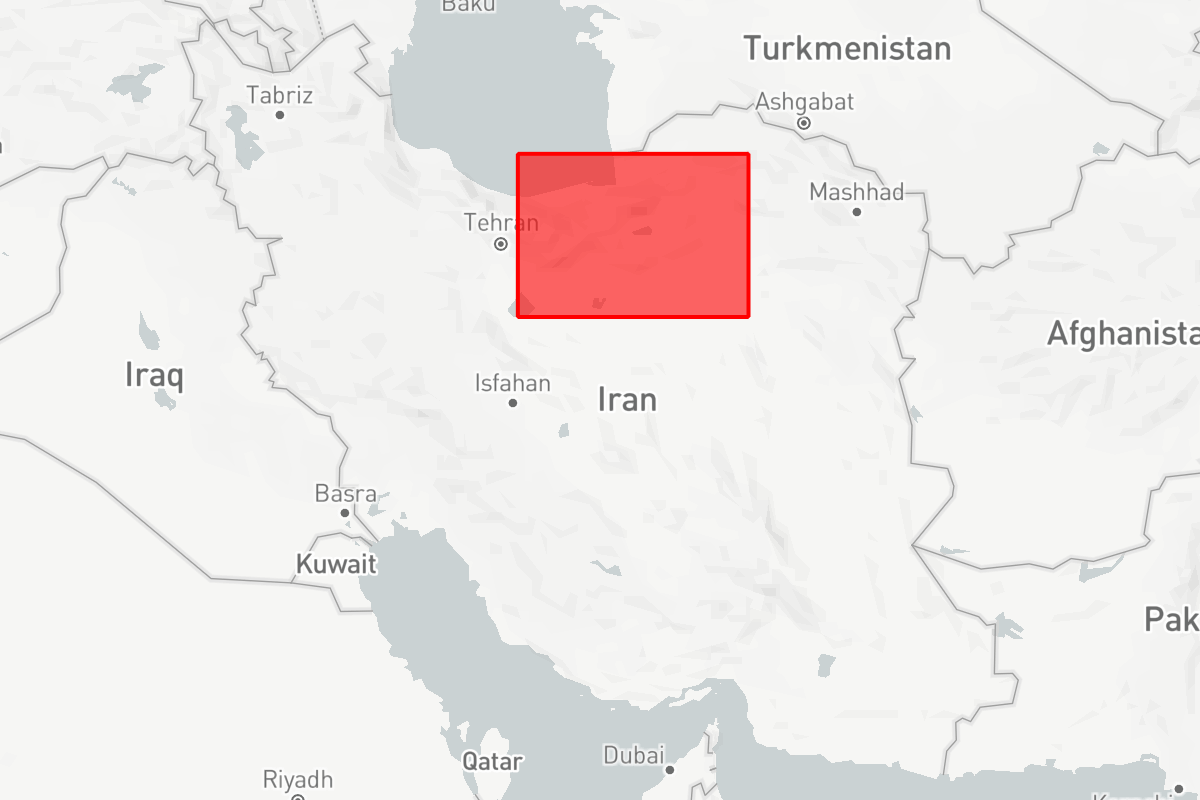 Baku
Turkmenistan
Tabriz
Ashgabat
Mashhad
Tehran
Afghanista
Iraq
Isfahan
Iran
Basra
Kuwait
Pak
Qatar
Dubai
Riyadh